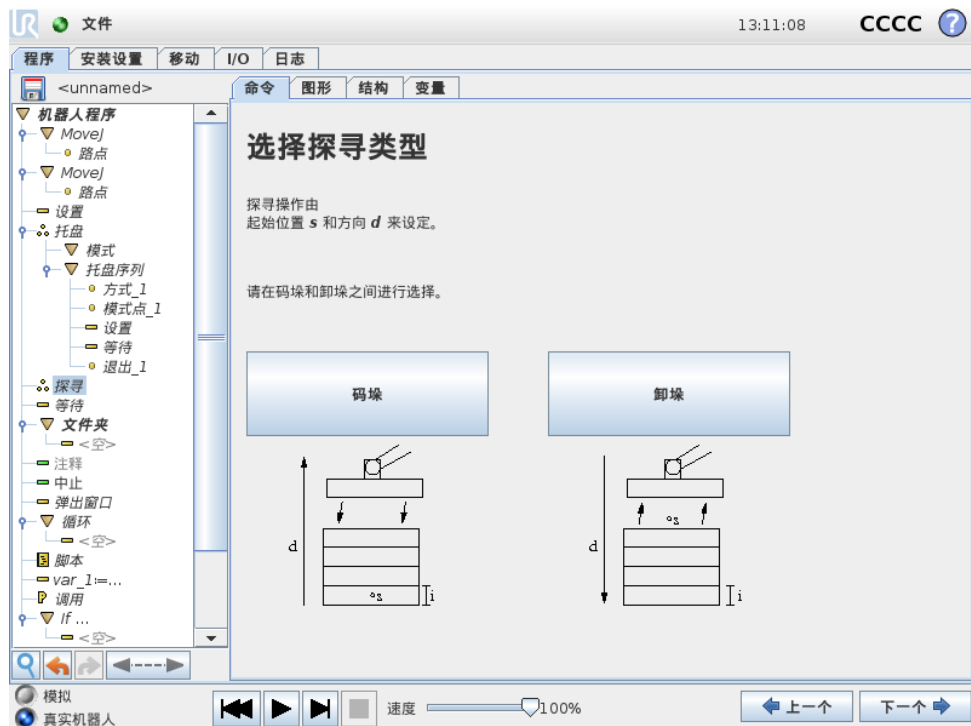 UR 文件 13:11:08 CCCC ?
程序 安装设置 移动 I/O 日志
<unnamed>
命令 图形 结构 变量
机器人程序
MoveJ
路点
MoveJ
路点
设置
托盘
模式
托盘序列
方式_1
模式点_1
设置
等待
退出_1
探寻
等待
文件夹
<空>
注释
中止
弹出窗口
循环
<空>
脚本
var_1:=...
调用
If ...
<空>
选择探寻类型
探寻操作由
起始位置 s 和方向 d 来设定。
请在码垛和卸垛之间进行选择。
码垛 卸垛
d s i
d s i
模拟
真实机器人
速度 100%
上一个 下一个